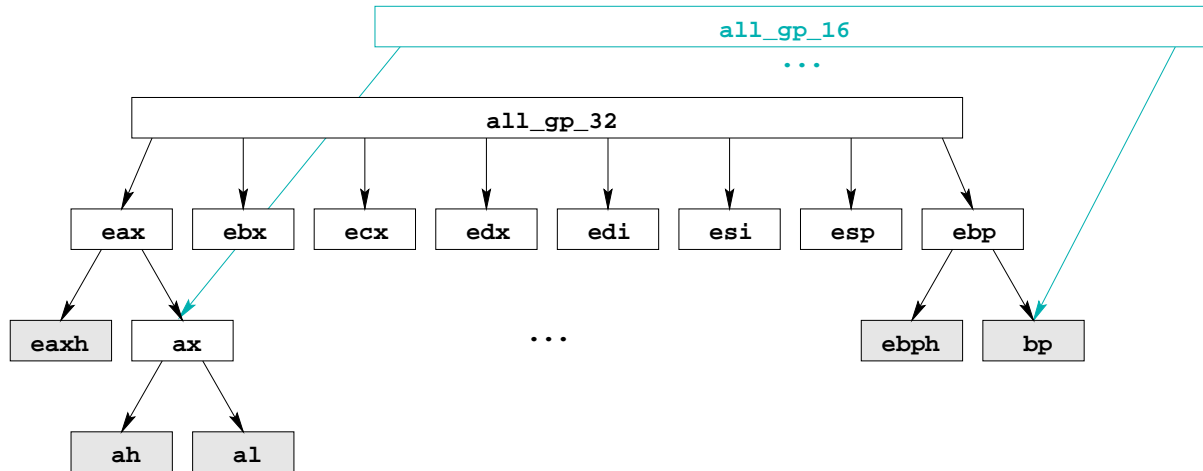 all_gp_16
...
all_gp_32
eax ebx ecx edx edi esi esp ebp
eaxh ax ... ebph bp
ah al